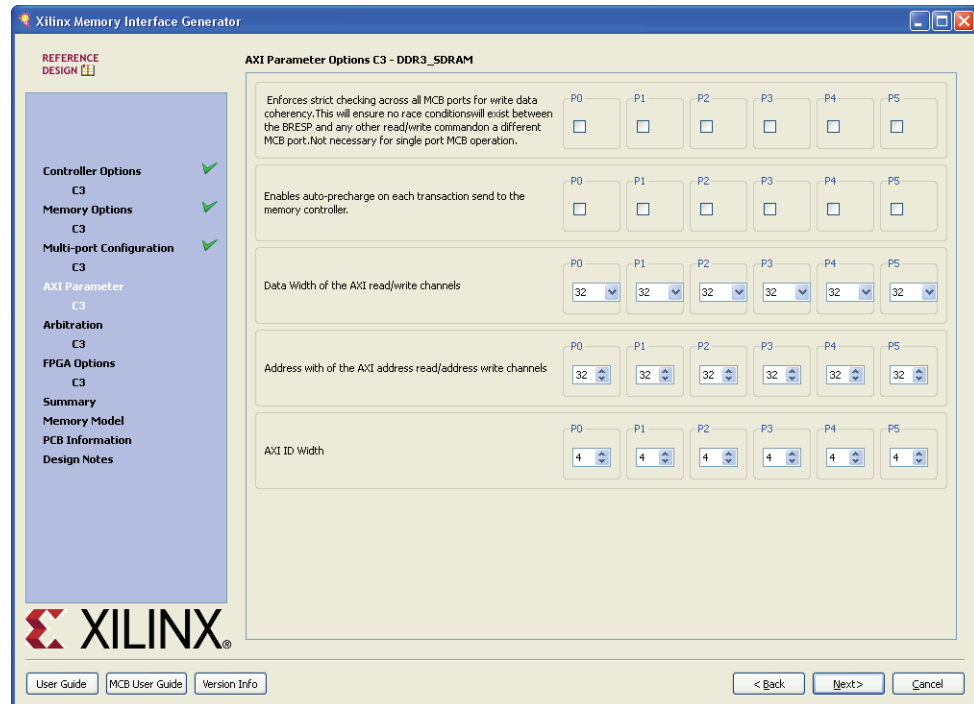 Xilinx Memory Interface Generator
REFERENCE
DESIGN
AXI Parameter Options C3 - DDR3_SDRAM
Controller Options
C3
Memory Options
C3
Multi-port Configuration
C3
AXI Parameter
C3
Arbitration
C3
FPGA Options
C3
Summary
Memory Model
PCB Information
Design Notes
Enforces strict checking across all MCB ports for write data
coherency.This will ensure no race conditionswill exist between
the BRESP and any other read/write commandon a different
MCB port.Not necessary for single port MCB operation.
P0 P1 P2 P3 P4 P5
Enables auto-precharge on each transaction send to the
memory controller.
P0 P1 P2 P3 P4 P5
Data Width of the AXI read/write channels
P0 P1 P2 P3 P4 P5
32 32 32 32 32 32
Address with of the AXI address read/address write channels
P0 P1 P2 P3 P4 P5
32 32 32 32 32 32
AXI ID Width
P0 P1 P2 P3 P4 P5
4 4 4 4 4 4
XILINX®
User Guide MCB User Guide Version Info < Back Next> Cancel